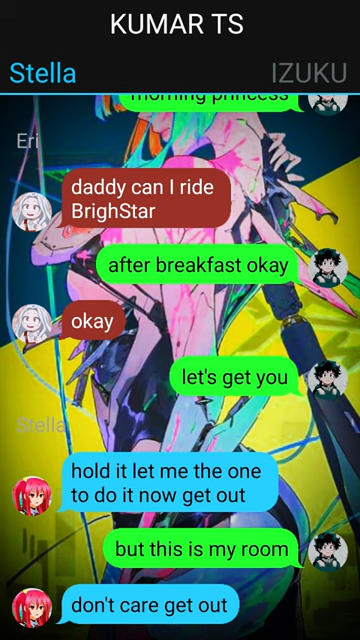 KUMAR TS
Stella
IZUKU
morning princess
Eri
daddy can I ride
BrighStar
after breakfast okay
okay
let's get you
Stella
hold it let me the one
to do it now get out
but this is my room
don't care get out